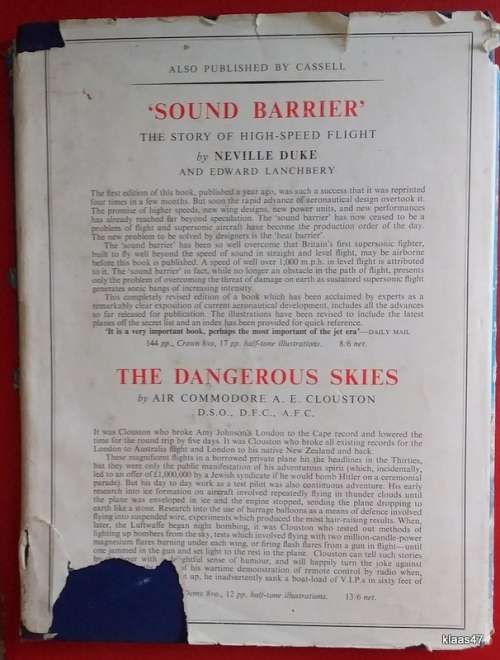 ALSO PUBLISHED BY CASSELL
'SOUND BARRIER'
THE STORY OF HIGH-SPEED FLIGHT
by NEVILLE DUKE
AND EDWARD LANCHBERY
The first edition of this book, published a year ago, was such a success that it was reprinted
four times in a few months. But soon the rapid advance of aeronautical design overtook it.
The promise of higher speeds, new wing designs, new power units, and new performances
has already reached far beyond speculation. The 'sound barrier' has now ceased to be a
problem of flight and supersonic aircraft have become the production order of the day.
The new problem to be solved by designers is the 'heat barrier'.
The 'sound barrier' has been so well overcome that Britain's first supersonic fighter,
built to fly well beyond the speed of sound in straight and level flight, may be airborne
before this book is published. A speed of well over 1,000 m.p.h. in level flight is attributed
to it. The 'sound barrier' in fact, while no longer an obstacle in the path of flight, presents
only the problem of overcoming the threat of damage on earth as sustained supersonic flight
generates sonic bangs of increasing intensity.
This completely revised edition of a book which has been acclaimed by experts as a
remarkably clear exposition of current aeronautical development, includes all the advances
so far released for publication. The illustrations have been revised to include the latest
planes off the secret list and an index has been provided for quick reference.
'It is a very important book, perhaps the most important of the jet era'—DAILY MAIL
144 pp., Crown 8vo, 17 pp. half-tone illustrations. 8/6 net.
THE DANGEROUS SKIES
by AIR COMMODORE A. E. CLOUSTON
D.S.O., D.F.C., A.F.C.
It was Clouston who broke Amy Johnson's London to the Cape record and lowered the
time for the round trip by five days. It was Clouston who broke all existing records for the
London to Australia flight and London to his native New Zealand and back.
These magnificent flights in a borrowed private plane hit the headlines in the Thirties,
but they were only the public manifestation of his adventurous spirit (which, incidentally,
led to an offer of £1,000,000 by a Jewish syndicate if he would bomb Hitler on a ceremonial
parade). But his day to day work as a test pilot was also continuous adventure. His early
research into ice formation on aircraft involved repeatedly flying in thunder clouds until
the plane was enveloped in ice and the engine stopped, sending the plane dropping to
earth like a stone. Research into the use of barrage balloons as a means of defence involved
flying into suspended wire, experiments which produced the most hair-raising results. When,
later, the Luftwaffe began night bombing, it was Clouston who tested out methods of
lighting up bombers from the sky, tests which involved flying with two million-candle-power
magnesium flares burning under each wing, or firing flash flares from a gun in flight—until
one jammed in the gun and set light to the rest in the plane. Clouston can tell such stories
with sense of humour, and will happily turn the joke against
his wartime demonstration of remote control by radio when,
up, he inadvertently sank a boat-load of V.I.P.s in sixty feet of
Demy 8vo., 12 pp. half-tone illustrations. 13/6 net.
klaas47